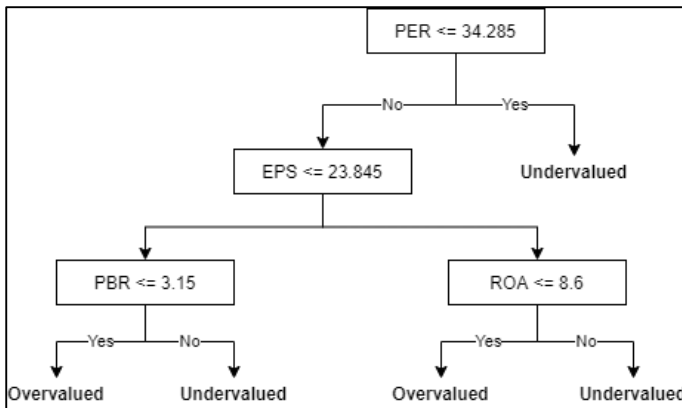 PER <= 34.285
No
Yes
EPS <= 23.845
Undervalued
PBR <= 3.15
ROA <= 8.6
Yes
No
Yes
No
Overvalued
Undervalued
Overvalued
Undervalued